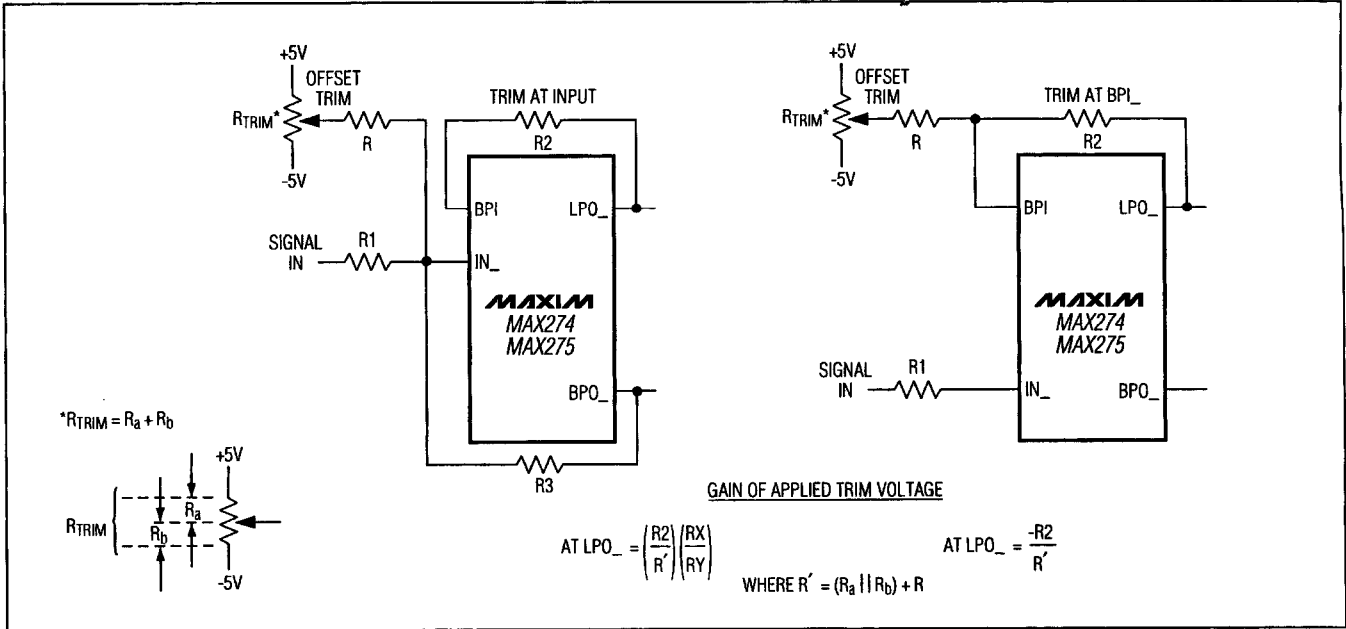 +5V
OFFSET
TRIM
RTRIM*
R
-5V
TRIM AT INPUT
R2
BPI
LPO_
SIGNAL
IN
R1
IN_
MAXIM
MAX274
MAX275
BPO_
R3
+5V
OFFSET
TRIM
RTRIM*
R
-5V
TRIM AT BPI_
R2
BPI
LPO_
MAXIM
MAX274
MAX275
SIGNAL
IN
R1
IN_
BPO_
*RTRIM = Ra + Rb
+5V
RTRIM
Ra
Rb
-5V
GAIN OF APPLIED TRIM VOLTAGE
AT LPO_ = (R2/R′)(RX/RY)
AT LPO_ = -R2/R′
WHERE R′ = (Ra || Rb) + R